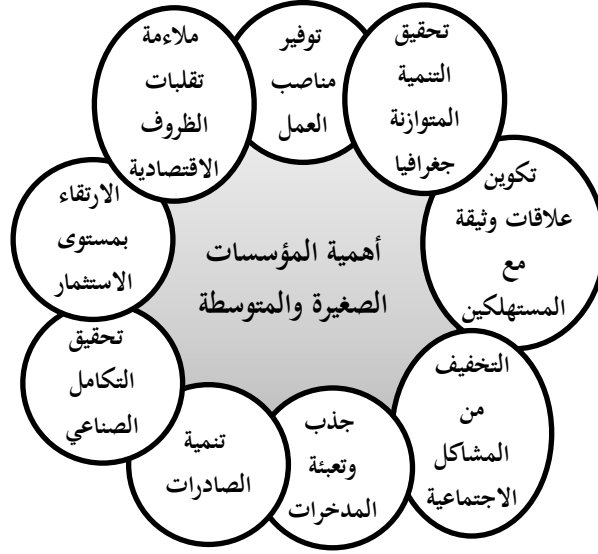 أهمية المؤسسات
الصغيرة والمتوسطة
توفير
مناصب
العمل
تحقيق
التنمية
المتوازنة
جغرافيا
تكوين
علاقات وثيقة
مع
المستهلكين
التخفيف
من
المشاكل
الاجتماعية
جذب
وتعبئة
المدخرات
تنمية
الصادرات
تحقيق
التكامل
الصناعي
الارتقاء
بمستوى
الاستثمار
ملاءمة
تقلبات
الظروف
الاقتصادية